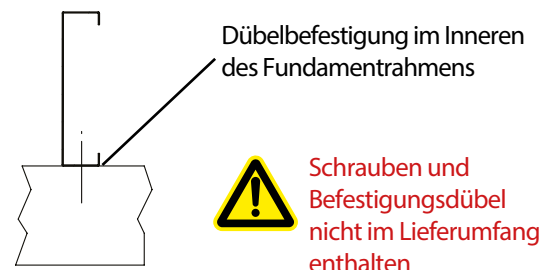 Dübelbefestigung im Inneren
des Fundamentrahmens
Schrauben und
Befestigungsdübel
nicht im Lieferumfang
enthalten